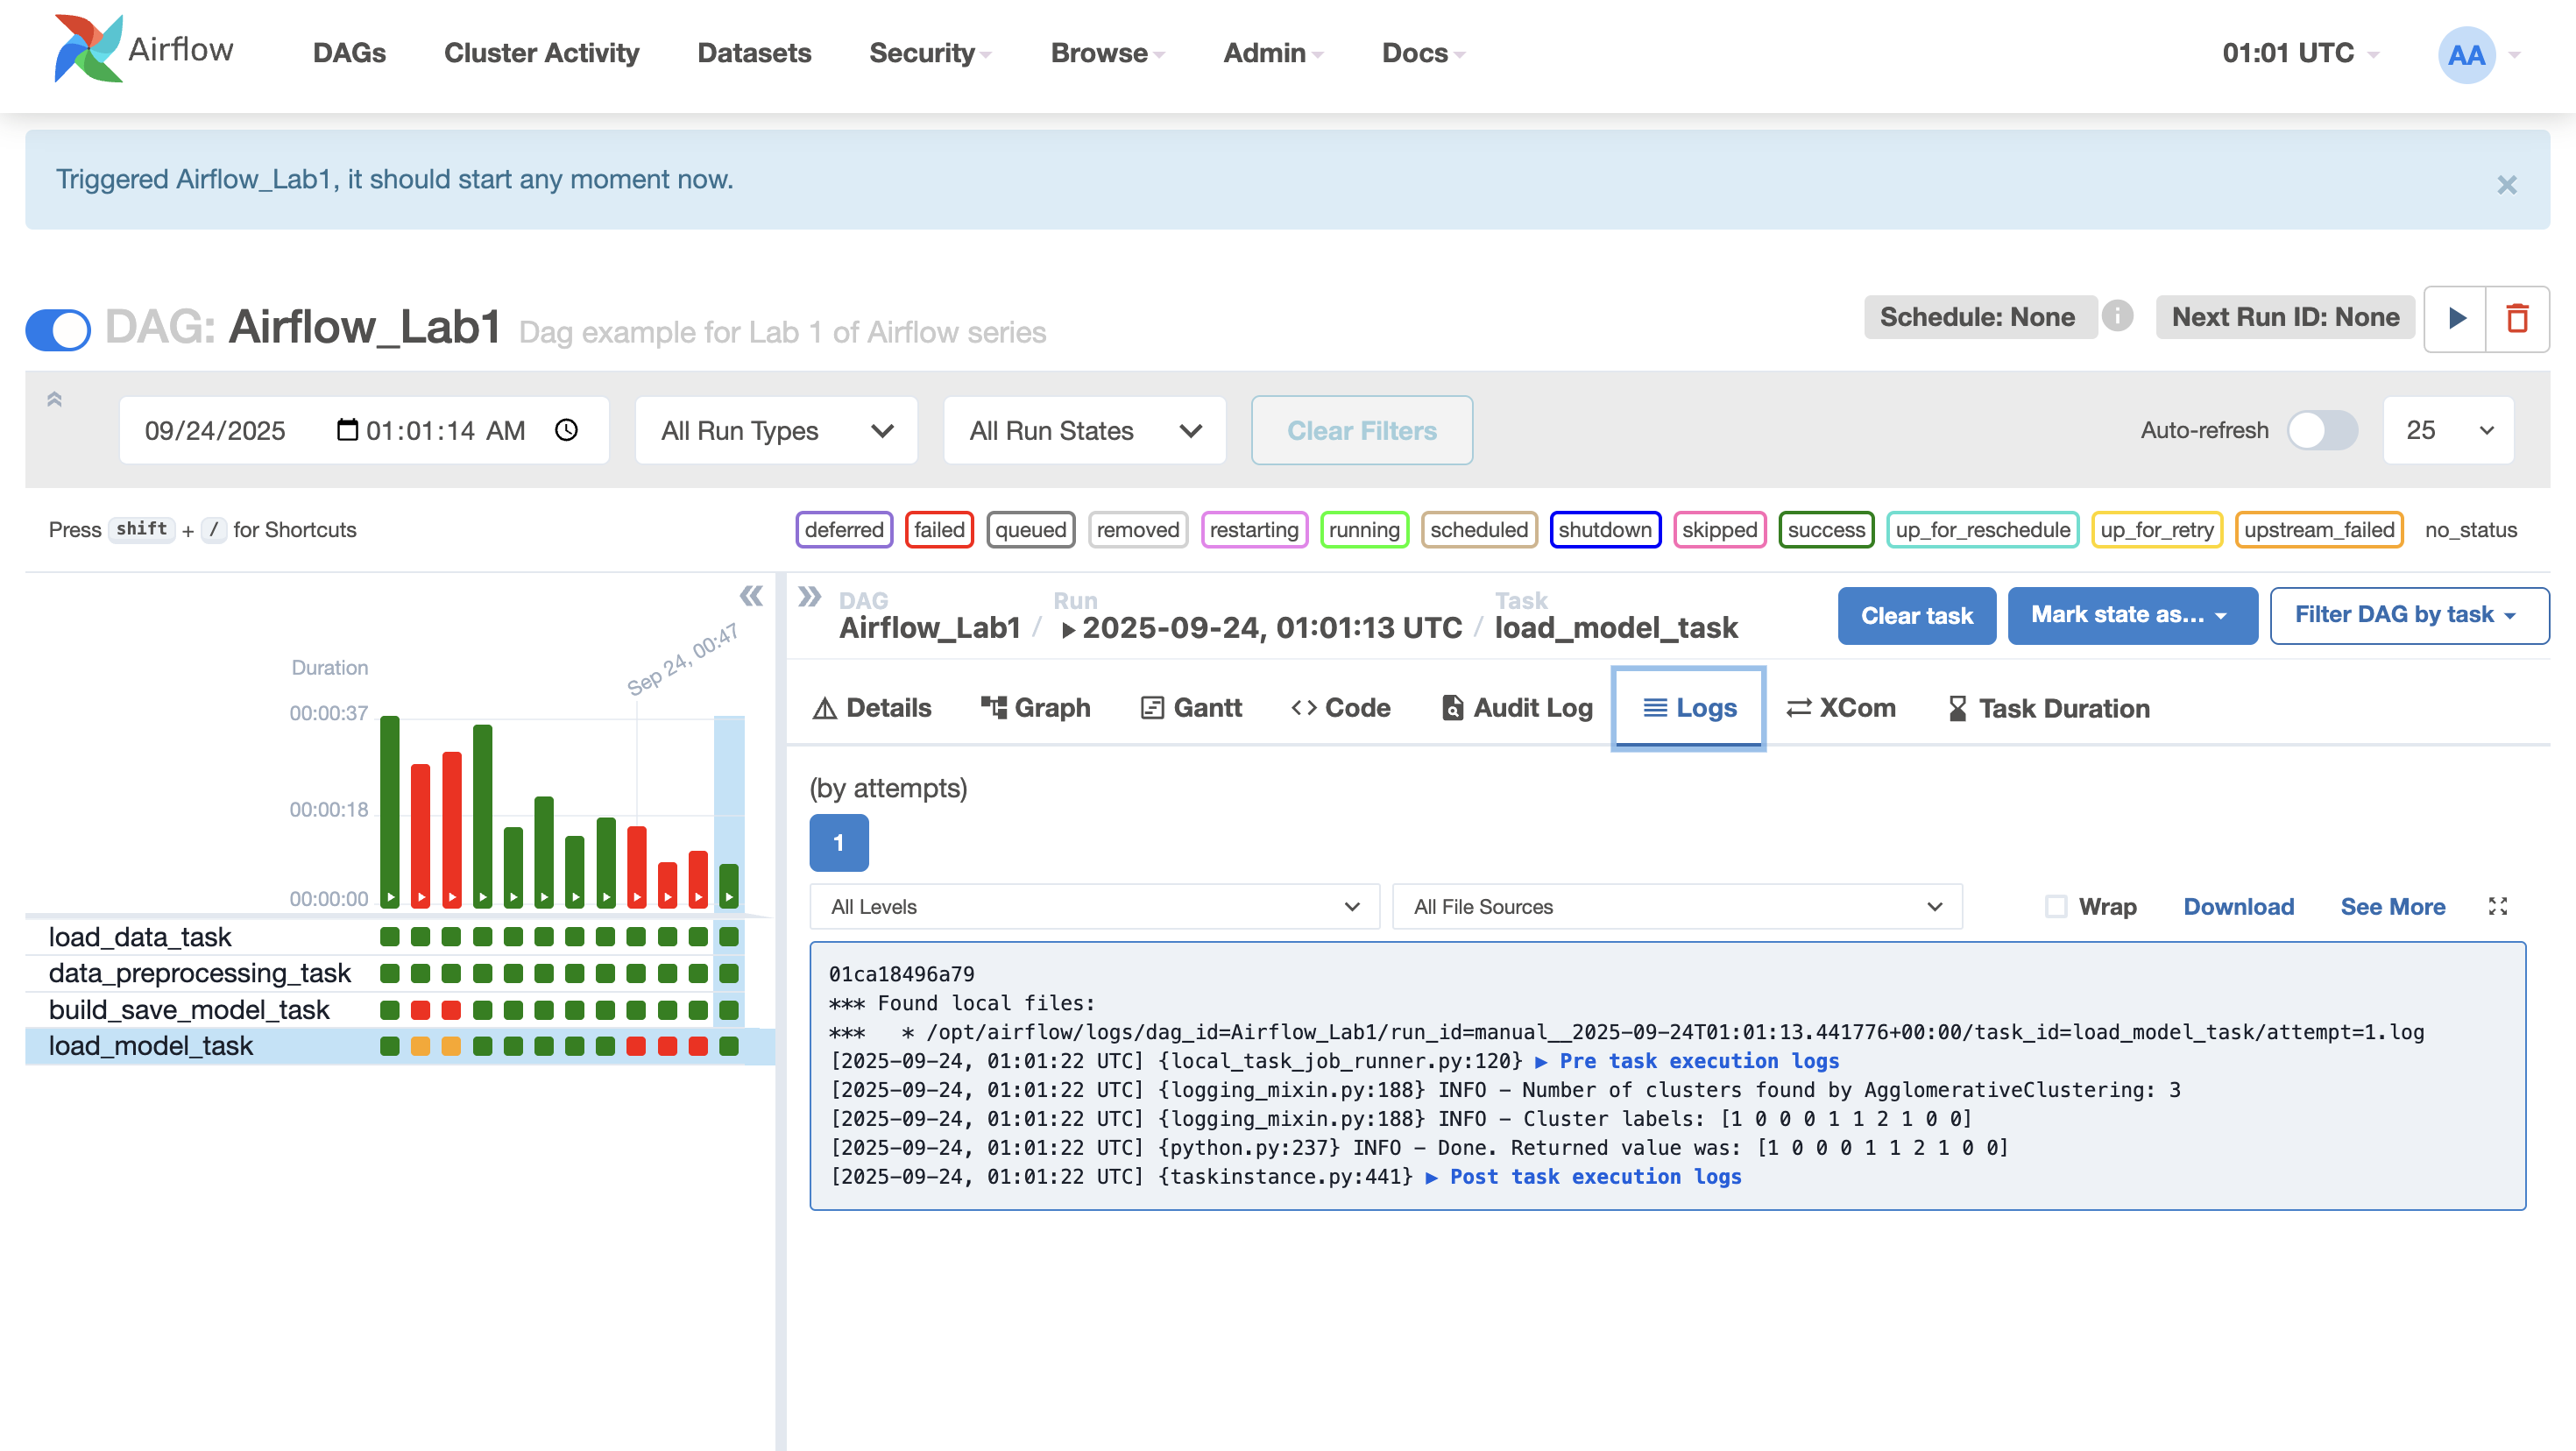 Airflow DAGs Cluster Activity Datasets Security Browse Admin Docs 01:01 UTC AA
Triggered Airflow_Lab1, it should start any moment now. ×
DAG: Airflow_Lab1 Dag example for Lab 1 of Airflow series Schedule: None i Next Run ID: None
09/24/2025 01:01:14 AM All Run Types All Run States Clear Filters Auto-refresh 25
Press shift + / for Shortcuts deferred failed queued removed restarting running scheduled shutdown skipped success up_for_reschedule up_for_retry upstream_failed no_status
DAG Run Task
Airflow_Lab1 / 2025-09-24, 01:01:13 UTC / load_model_task Clear task Mark state as... Filter DAG by task
Sep 24, 00:47
Duration
00:00:37
00:00:18
00:00:00
load_data_task
data_preprocessing_task
build_save_model_task
load_model_task
Details Graph Gantt Code Audit Log Logs XCom Task Duration
(by attempts)
1
All Levels All File Sources Wrap Download See More
01ca18496a79
*** Found local files:
***   * /opt/airflow/logs/dag_id=Airflow_Lab1/run_id=manual__2025-09-24T01:01:13.441776+00:00/task_id=load_model_task/attempt=1.log
[2025-09-24, 01:01:22 UTC] {local_task_job_runner.py:120} ▶ Pre task execution logs
[2025-09-24, 01:01:22 UTC] {logging_mixin.py:188} INFO - Number of clusters found by AgglomerativeClustering: 3
[2025-09-24, 01:01:22 UTC] {logging_mixin.py:188} INFO - Cluster labels: [1 0 0 0 1 1 2 1 0 0]
[2025-09-24, 01:01:22 UTC] {python.py:237} INFO - Done. Returned value was: [1 0 0 0 1 1 2 1 0 0]
[2025-09-24, 01:01:22 UTC] {taskinstance.py:441} ▶ Post task execution logs